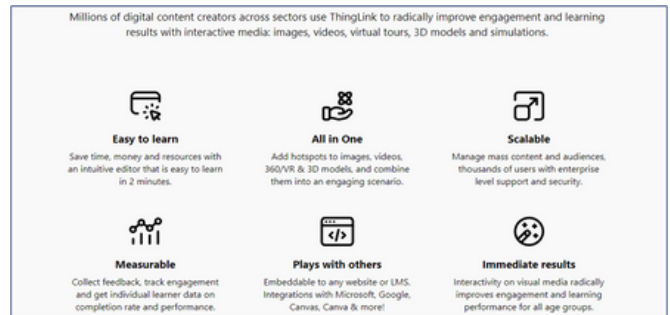 Millions of digital content creators across sectors use ThingLink to radically improve engagement and learning
results with interactive media: images, videos, virtual tours, 3D models and simulations.
Easy to learn
Save time, money and resources with
an intuitive editor that is easy to learn
in 2 minutes.
All in One
Add hotspots to images, videos,
360/VR & 3D models, and combine
them into an engaging scenario.
Scalable
Manage mass content and audiences,
thousands of users with enterprise
level support and security.
Measurable
Collect feedback, track engagement
and get individual learner data on
completion rate and performance.
Plays with others
Embeddable to any website or LMS.
Integrations with Microsoft, Google,
Canvas, Canva & more!
Immediate results
Interactivity on visual media radically
improves engagement and learning
performance for all age groups.